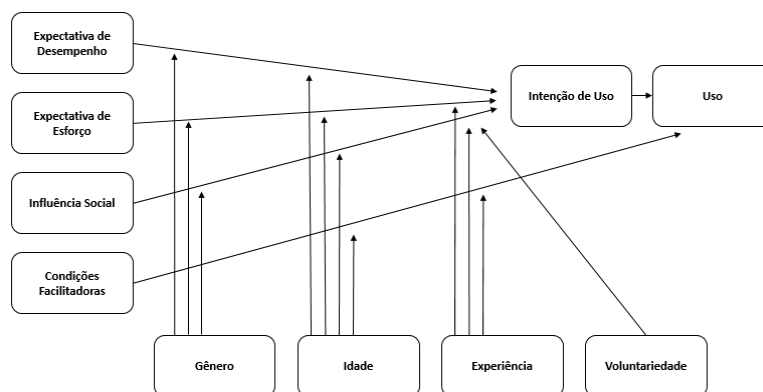 Expectativa de
Desempenho
Expectativa de
Esforço
Influência Social
Condições
Facilitadoras
Intenção de Uso
Uso
Gênero
Idade
Experiência
Voluntariedade